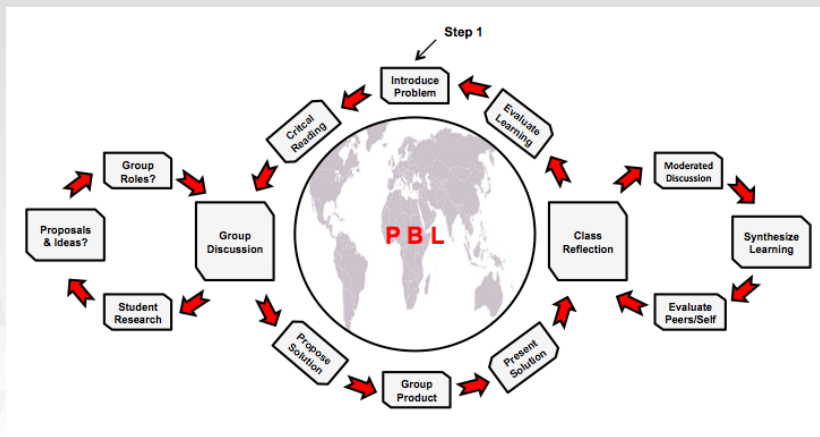 Step 1
Introduce
Problem
Critcal
Reading
Evaluate
Learning
Group
Roles?
Moderated
Discussion
Proposals
& Ideas?
Group
Discussion
P B L
Class
Reflection
Synthesize
Learning
Student
Research
Evaluate
Peers/Self
Propose
Solution
Present
Solution
Group
Product